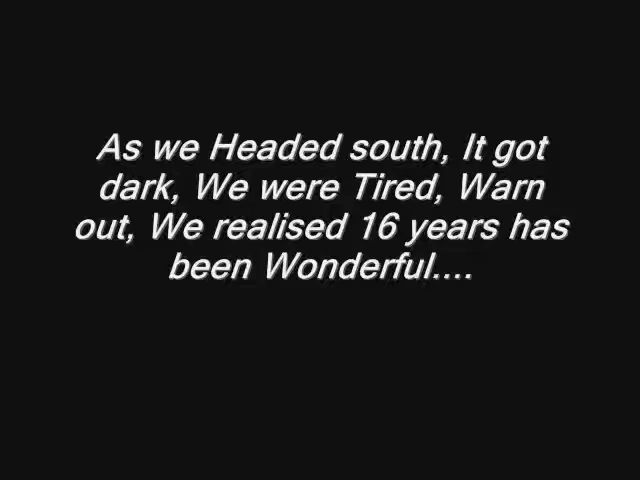 As we Headed south, It got
dark, We were Tired, Warn
out, We realised 16 years has
been Wonderful....